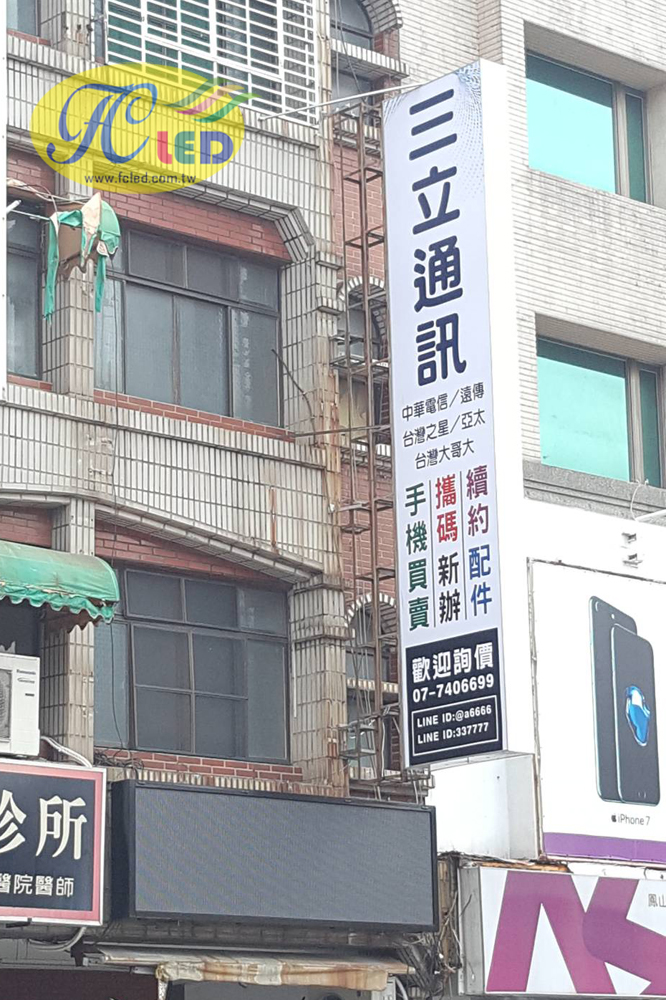 FC LED
www.fcled.com.tw
三立通訊
中華電信／遠傳
台灣之星／亞太
台灣大哥大
續約配件
攜碼新辦
手機買賣
歡迎詢價
07-7406699
LINE ID:@a6666
LINE ID:337777
iPhone 7
診所
醫院醫師
Panasonic
鳳山